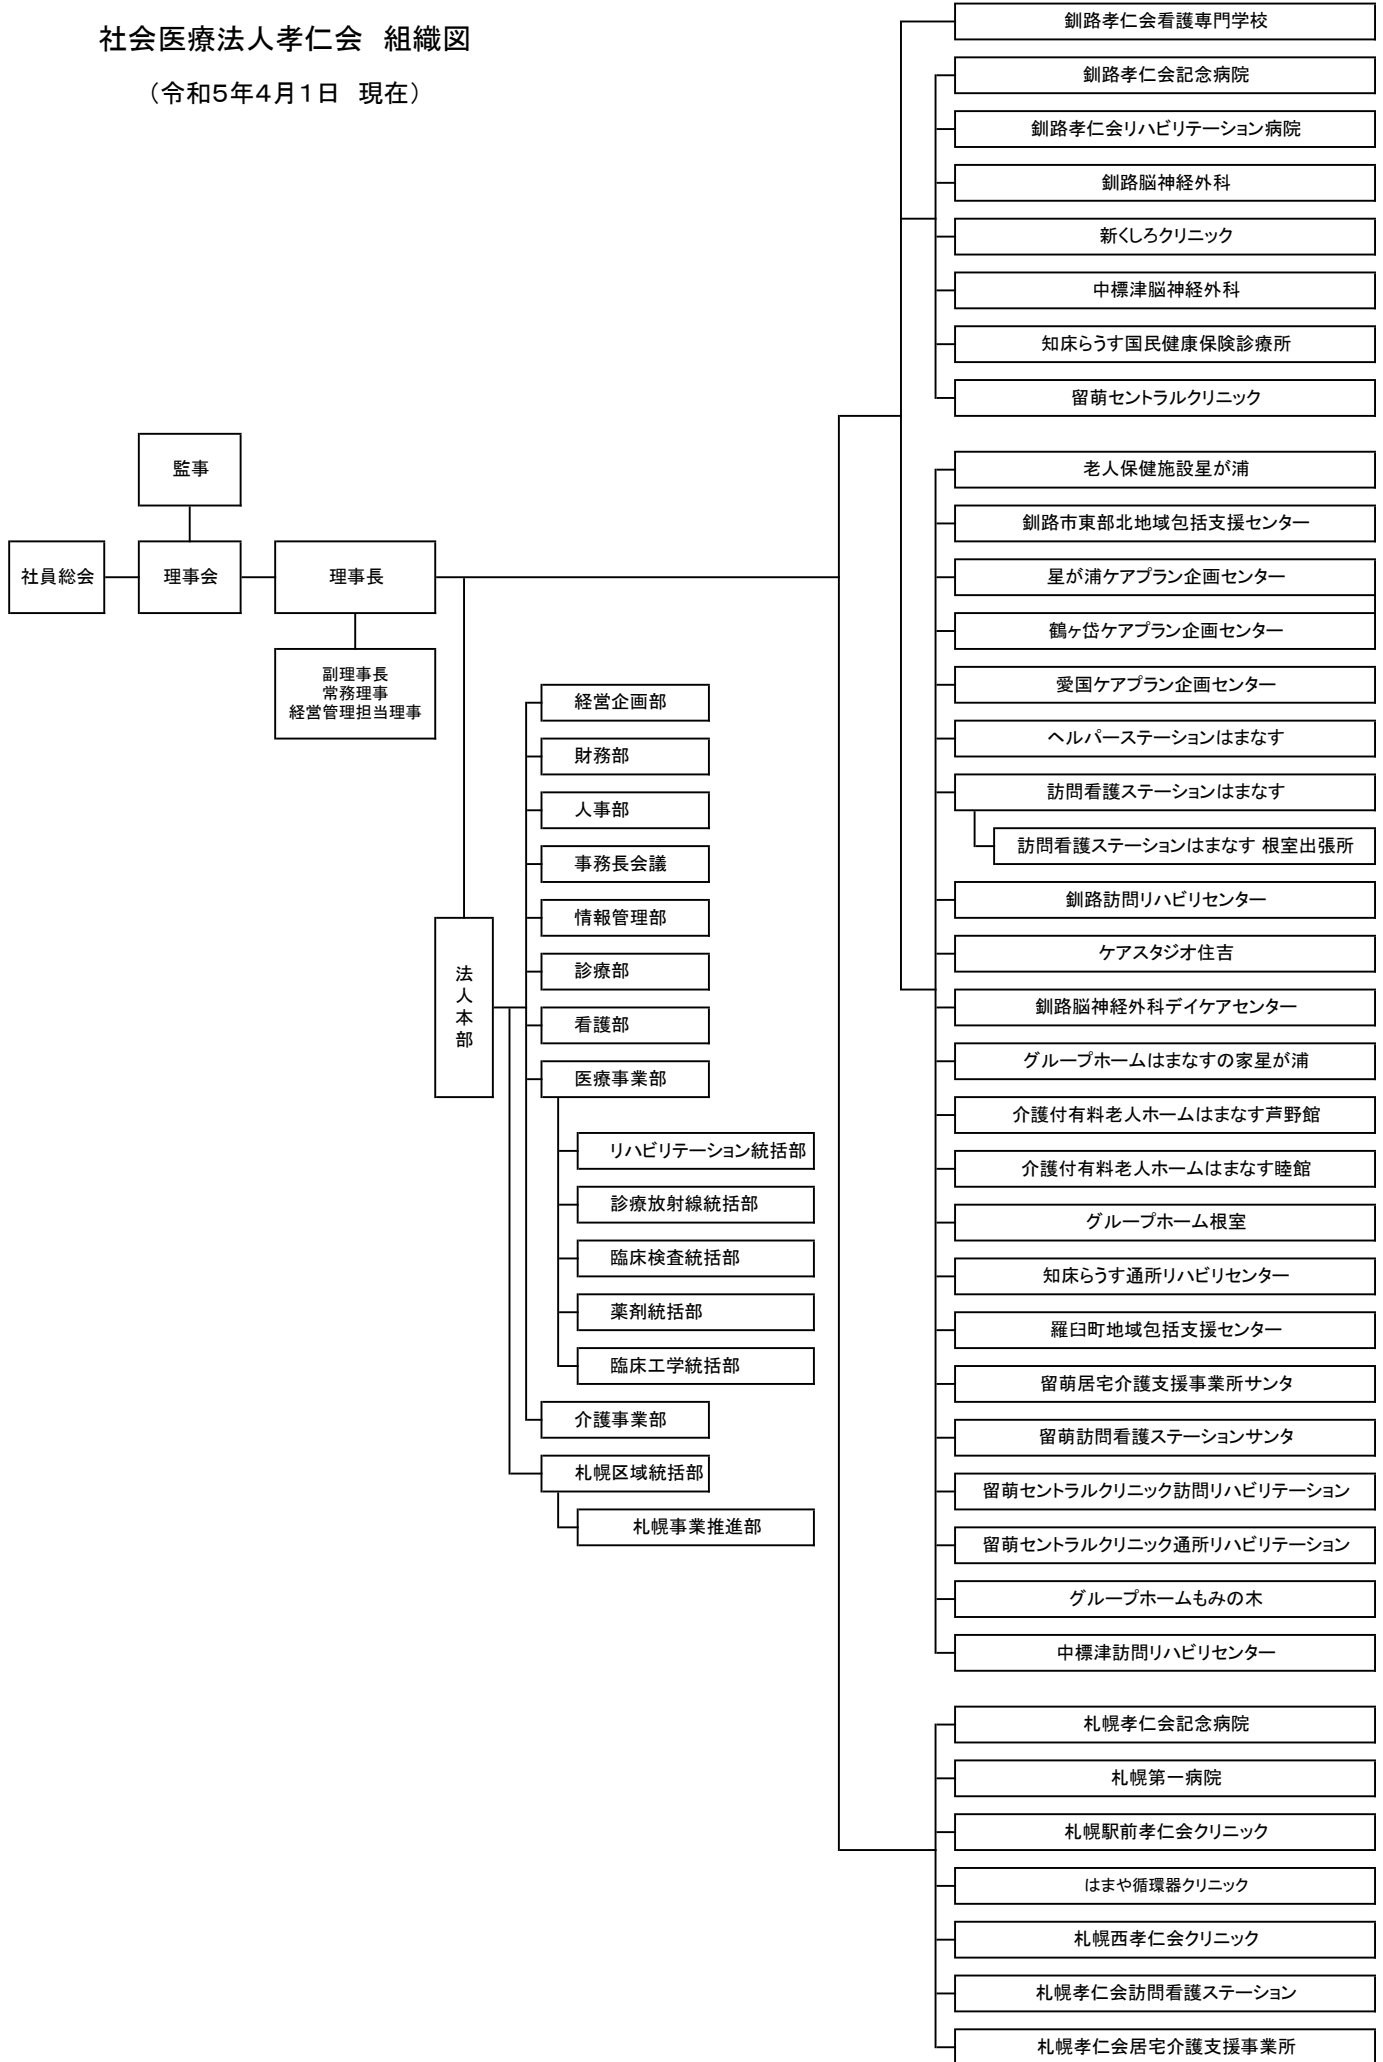 社会医療法人孝仁会 組織図
（令和5年4月1日 現在）
監事
社員総会
理事会
理事長
副理事長
常務理事
経営管理担当理事
法人本部
経営企画部
財務部
人事部
事務長会議
情報管理部
診療部
看護部
医療事業部
リハビリテーション統括部
診療放射線統括部
臨床検査統括部
薬剤統括部
臨床工学統括部
介護事業部
札幌区域統括部
札幌事業推進部
釧路孝仁会看護専門学校
釧路孝仁会記念病院
釧路孝仁会リハビリテーション病院
釧路脳神経外科
新くしろクリニック
中標津脳神経外科
知床らうす国民健康保険診療所
留萌セントラルクリニック
老人保健施設星が浦
釧路市東部北地域包括支援センター
星が浦ケアプラン企画センター
鶴ヶ岱ケアプラン企画センター
愛国ケアプラン企画センター
ヘルパーステーションはまなす
訪問看護ステーションはまなす
訪問看護ステーションはまなす 根室出張所
釧路訪問リハビリセンター
ケアスタジオ住吉
釧路脳神経外科デイケアセンター
グループホームはまなすの家星が浦
介護付有料老人ホームはまなす芦野館
介護付有料老人ホームはまなす睦館
グループホーム根室
知床らうす通所リハビリセンター
羅臼町地域包括支援センター
留萌居宅介護支援事業所サンタ
留萌訪問看護ステーションサンタ
留萌セントラルクリニック訪問リハビリテーション
留萌セントラルクリニック通所リハビリテーション
グループホームもみの木
中標津訪問リハビリセンター
札幌孝仁会記念病院
札幌第一病院
札幌駅前孝仁会クリニック
はまや循環器クリニック
札幌西孝仁会クリニック
札幌孝仁会訪問看護ステーション
札幌孝仁会居宅介護支援事業所